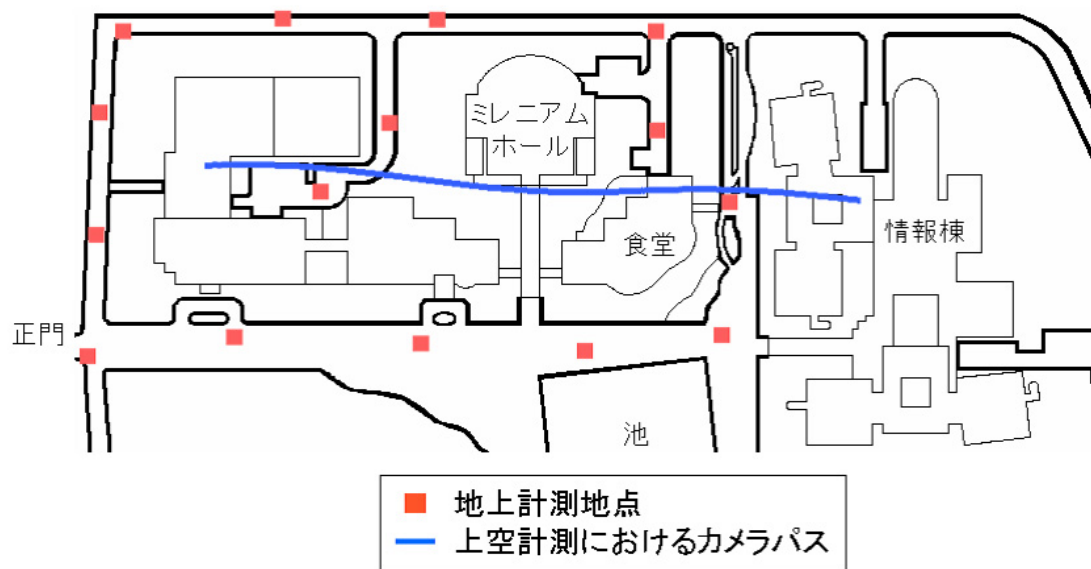 ミレニアム
ホール
食堂
情報棟
正門
池
地上計測地点
上空計測におけるカメラパス